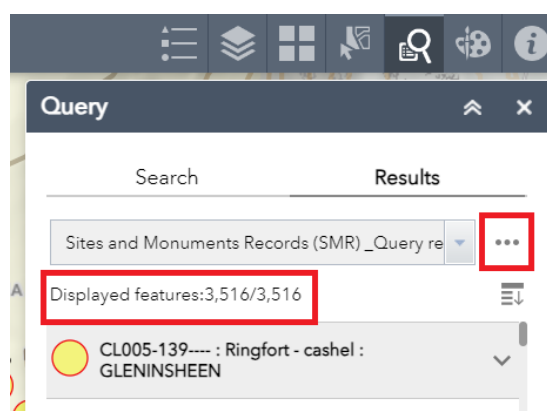 Query
Search Results
Sites and Monuments Records (SMR) _Query re
Displayed features:3,516/3,516
CL005-139---- : Ringfort - cashel :
GLENINSHEEN